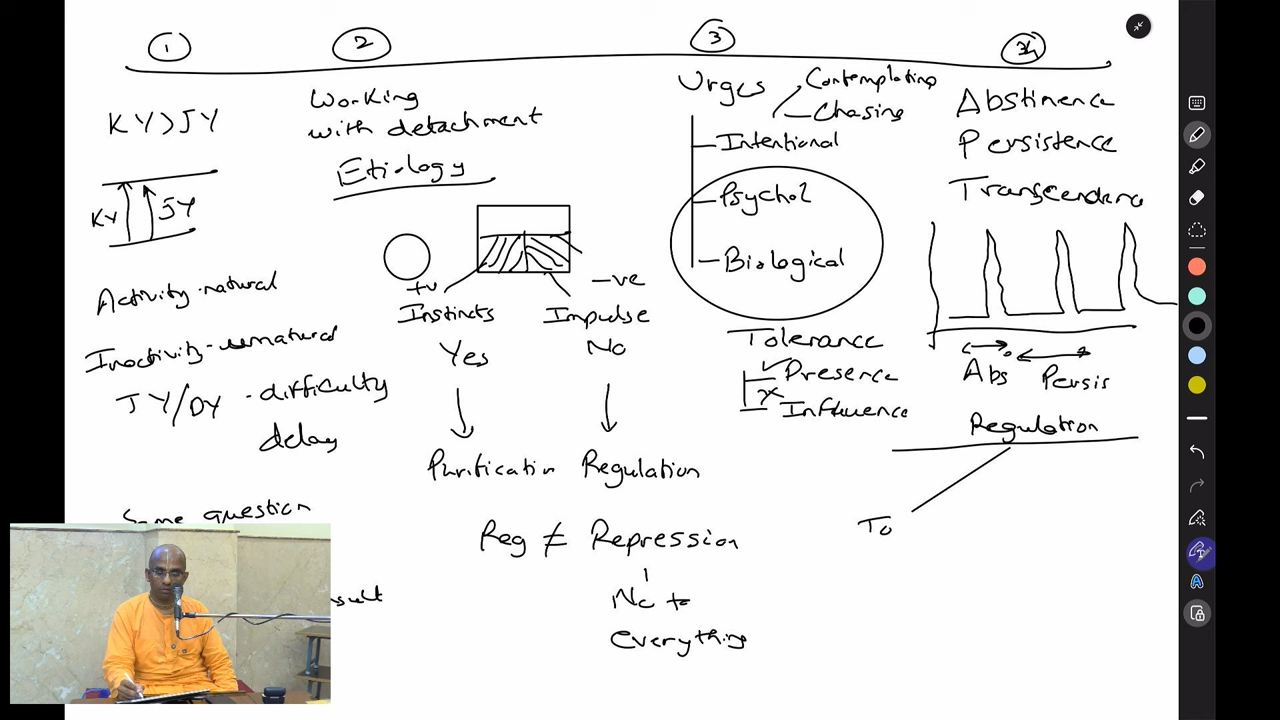 1
KY > JY
KY JY
Activity - natural
Inactivity - unnatural
JY/DY - difficulty
delay
Same question
2
Working
with detachment
Etiology
+ve
Instincts
Yes
Purification
-ve
Impulse
No
Regulation
Reg ≠ Repression
No to
everything
3
Urges
Contemplating
Chasing
Intentional
Psychol
Biological
Tolerance
✓ Presence
x Influence
Abstinence
Persistence
Transcendence
Abs Persis
Regulation
To
A